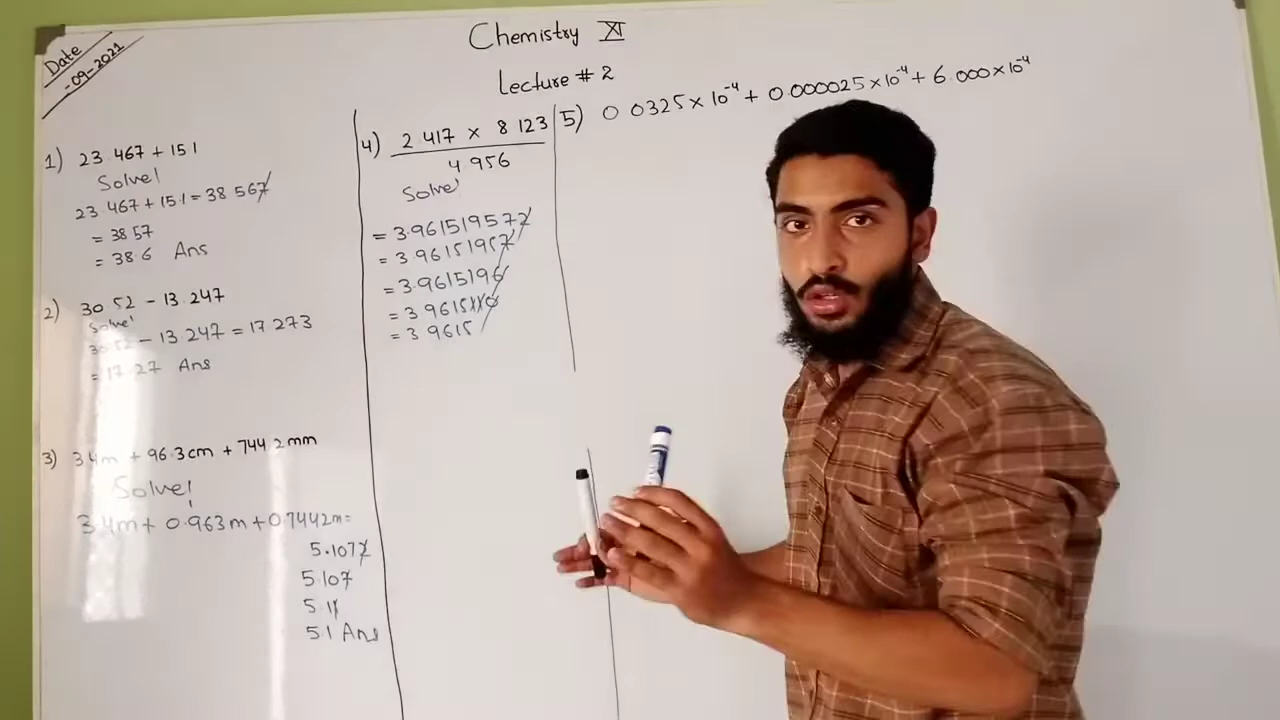 Date
-09-2021
Chemistry XI
Lecture # 2
1) 23.467 + 15.1
Solve!
23.467 + 15.1 = 38.567
= 38.57
= 38.6 Ans
2) 30.52 - 13.247
Solve!
30.52 - 13.247 = 17.273
= 17.27 Ans
3) 3.4m + 96.3cm + 744.2mm
Solve!
3.4m + 0.963m + 0.7442m =
5.1072
5.107
5.11
5.1 Ans
4) 2.417 × 8.123
4.956
Solve!
= 3.961519577
= 3.96151957
= 3.9615196
= 3.9615
5) 0.0325 × 10⁻⁴ + 0.000025 × 10⁻⁴ + 6.000 × 10⁻⁴